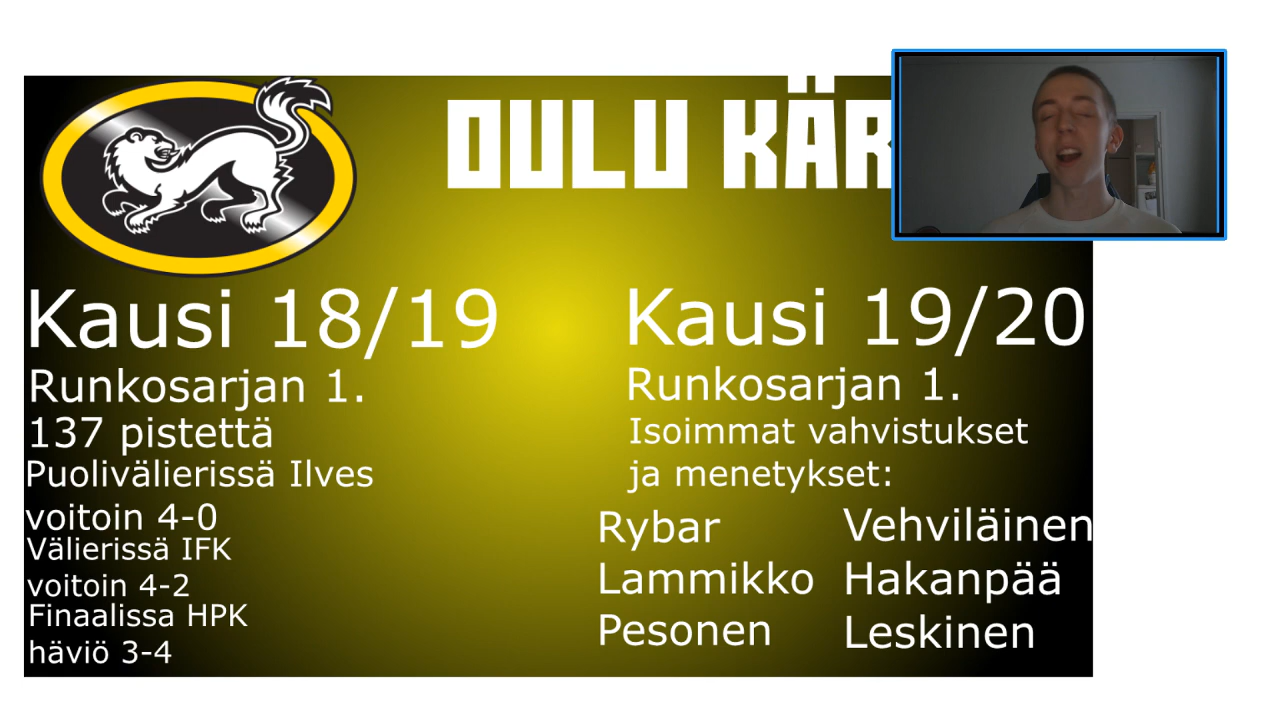 OULU KÄR
Kausi 18/19
Runkosarjan 1.
137 pistettä
Puolivälierissä Ilves
voitoin 4-0
Välierissä IFK
voitoin 4-2
Finaalissa HPK
häviö 3-4
Kausi 19/20
Runkosarjan 1.
Isoimmat vahvistukset
ja menetykset:
Rybar
Lammikko
Pesonen
Vehviläinen
Hakanpää
Leskinen